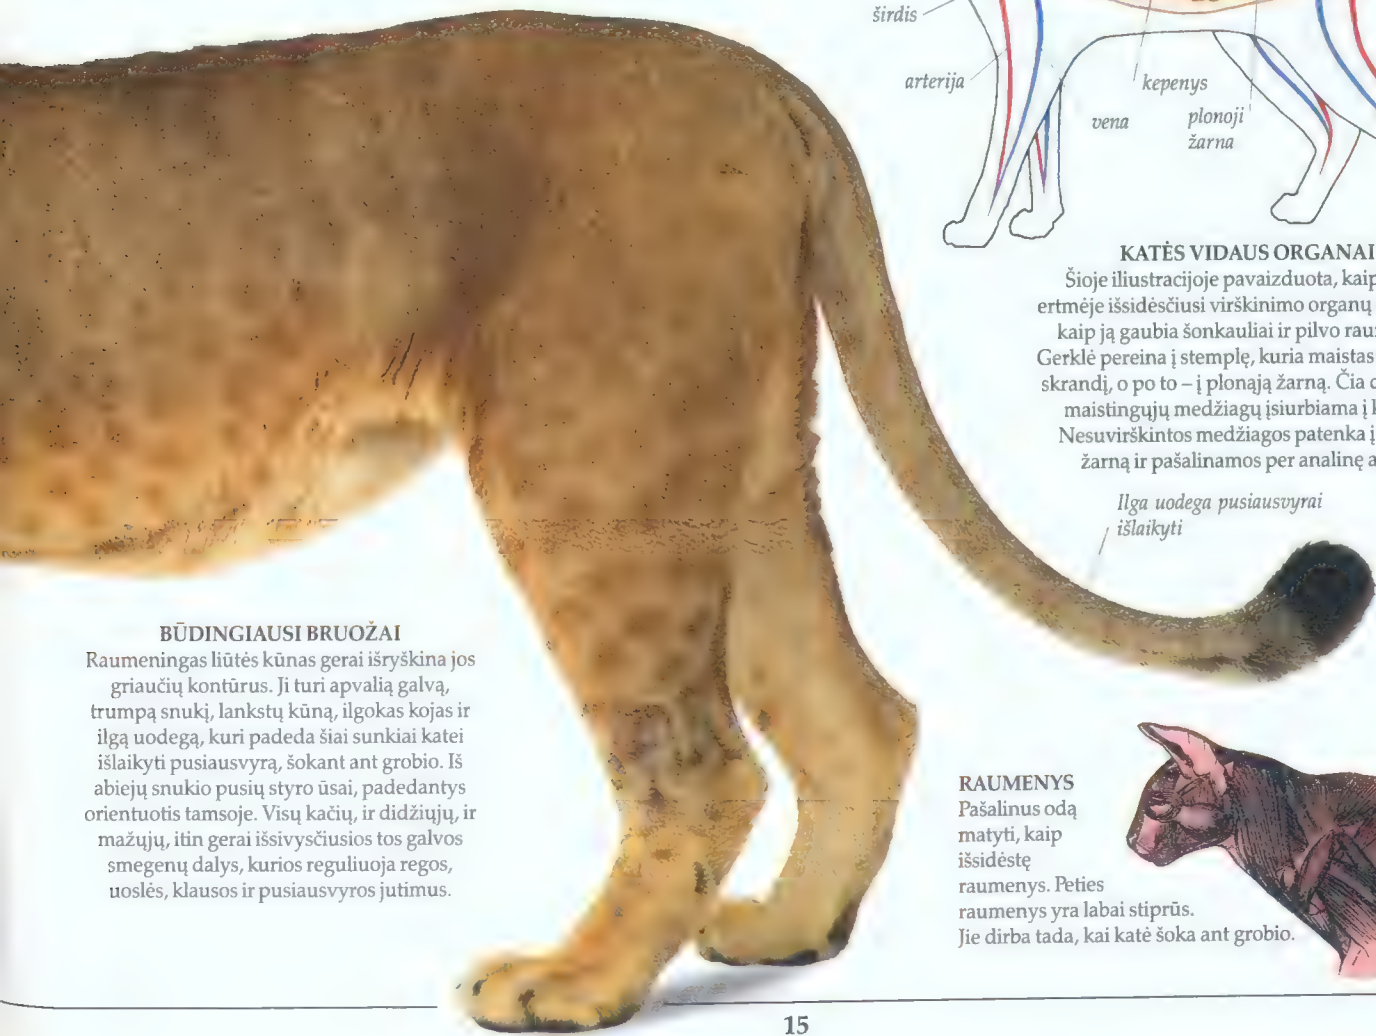 širdis
arterija
kepenys
vena
plonoji
žarna
KATĖS VIDAUS ORGANAI
Šioje iliustracijoje pavaizduota, kaip
ertmėje išsidėsčiusi virškinimo organų
kaip ją gaubia šonkauliai ir pilvo
Gerklė pereina į stemplę, kuria maistas
skrandį, o po to – į plonąją žarną. Čia
maistingųjų medžiagų įsiurbiama į
Nesuvirškintos medžiagos patenka į
žarną ir pašalinamos per analinę
Ilga uodega pusiausvyrai
išlaikyti
BŪDINGIAUSI BRUOŽAI
Raumeningas liūtės kūnas gerai išryškina jos
griaučių kontūrus. Ji turi apvalią galvą,
trumpą snukį, lankstų kūną, ilgokas kojas ir
ilgą uodegą, kuri padeda šiai sunkiai katei
išlaikyti pusiausvyrą, šokant ant grobio. Iš
abiejų snukio pusių styro ūsai, padedantys
orientuotis tamsoje. Visų kačių, ir didžiųjų, ir
mažųjų, itin gerai išsivysčiusios tos galvos
smegenų dalys, kurios reguliuoja regos,
uoslės, klausos ir pusiausvyros jutimus.
RAUMENYS
Pašalinus odą
matyti, kaip
išsidėstę
raumenys. Peties
raumenys yra labai stiprūs.
Jie dirba tada, kai katė šoka ant grobio.
15